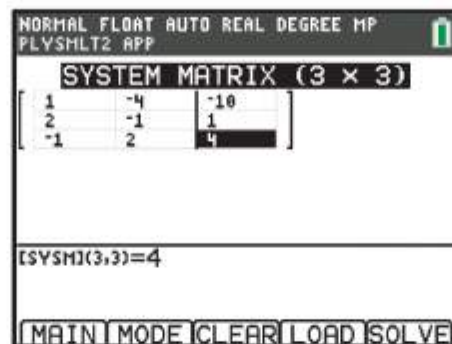 NORMAL FLOAT AUTO REAL DEGREE MP
PLYSMLT2 APP
SYSTEM MATRIX (3 × 3)
1 -4 -10
2 -1 1
-1 2 4
[SYSM](3,3)=4
MAIN MODE CLEAR LOAD SOLVE